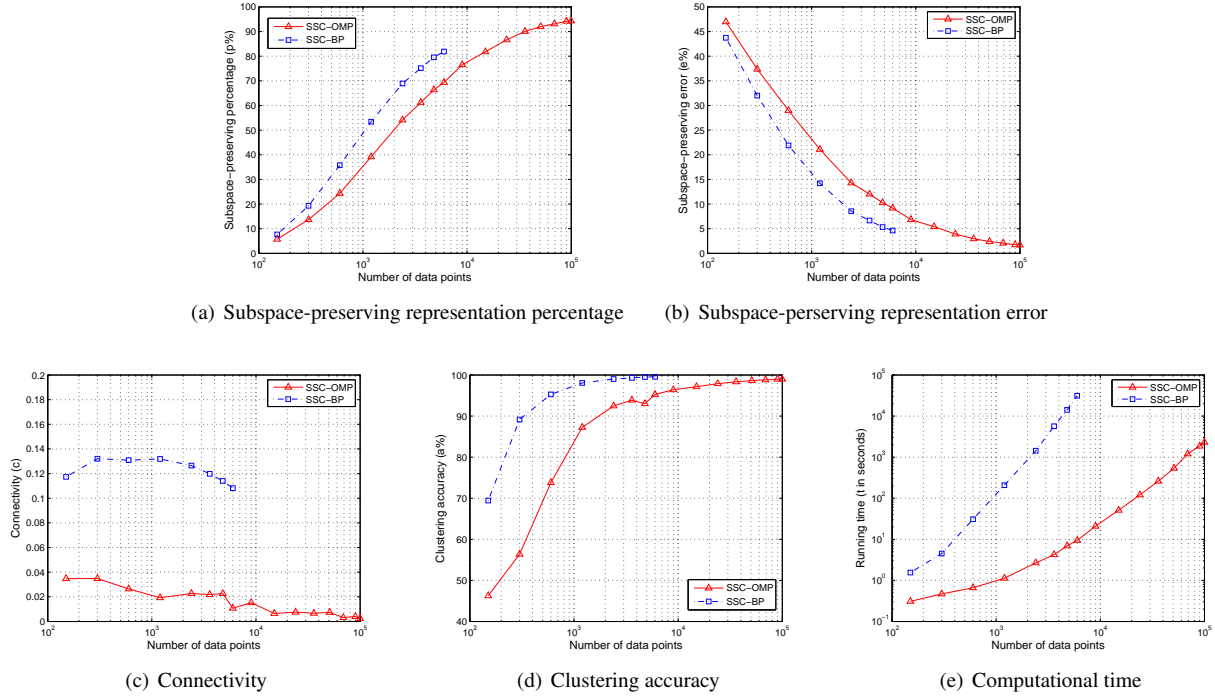 100
90
80
70
60
50
40
30
20
10
0
Subspace−preserving percentage (p%)
SSC−OMP
SSC−BP
10^2
10^3
10^4
10^5
Number of data points
(a) Subspace-preserving representation percentage
50
45
40
35
30
25
20
15
10
5
0
Subspace−preserving error (e%)
SSC−OMP
SSC−BP
10^2
10^3
10^4
10^5
Number of data points
(b) Subspace-perserving representation error
0.2
0.18
0.16
0.14
0.12
0.1
0.08
0.06
0.04
0.02
0
Connectivity (c)
SSC−OMP
SSC−BP
10^2
10^3
10^4
10^5
Number of data points
(c) Connectivity
100
90
80
70
60
50
40
Clustering accuracy (a%)
SSC−OMP
SSC−BP
10^2
10^3
10^4
10^5
Number of data points
(d) Clustering accuracy
10^5
10^4
10^3
10^2
10^1
10^0
10^−1
Running time (t in seconds)
SSC−OMP
SSC−BP
10^2
10^3
10^4
10^5
Number of data points
(e) Computational time